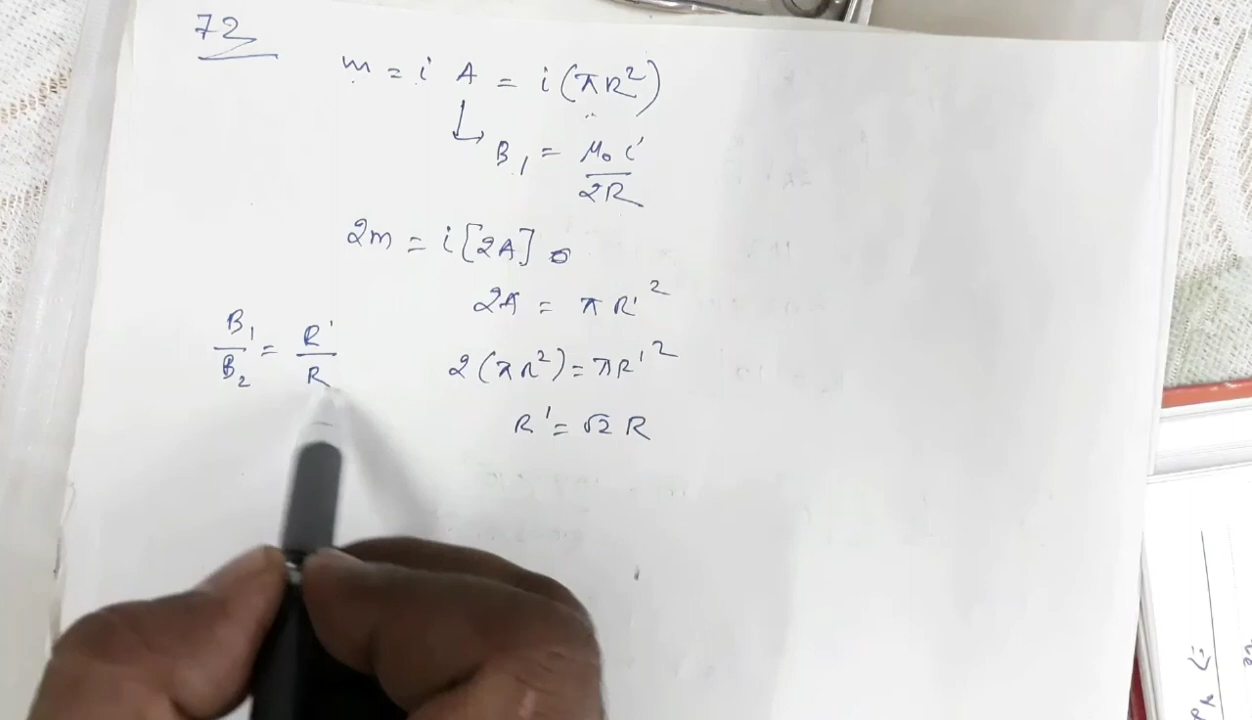 72
m = i A = i (πR²)
↳ B₁ = μ₀ i / 2R
2m = i [2A]
2A = πR'²
2(πR²) = πR'²
R' = √2 R
B₁ / B₂ = R' / R